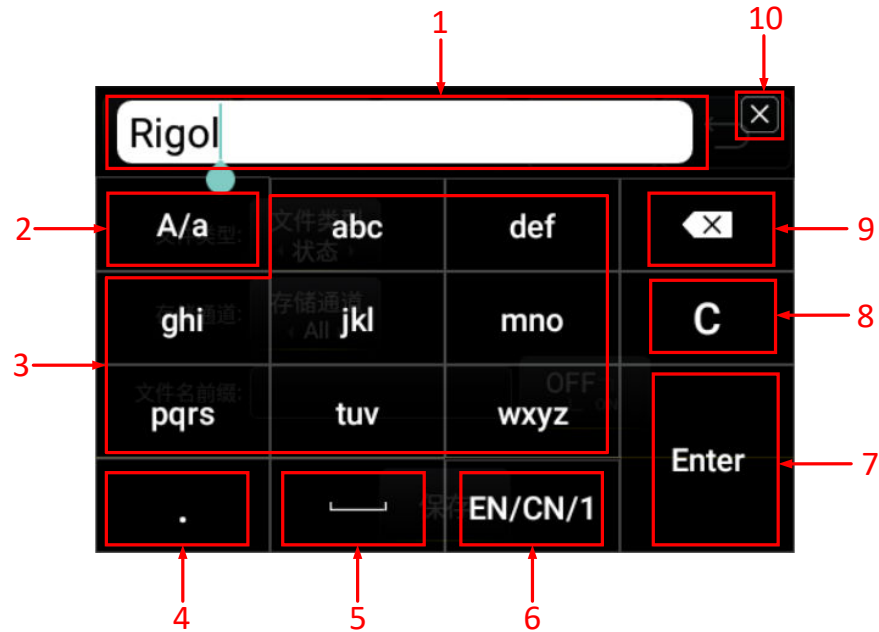 1
10
Rigol
2
A/a
abc
def
9
文件类型:
文件类型
状态
ghi
jkl
mno
C
8
存储通道:
存储通道
All
3
文件名前缀:
OFF
ON
pqrs
tuv
wxyz
Enter
7
.
保存
EN/CN/1
4
5
6